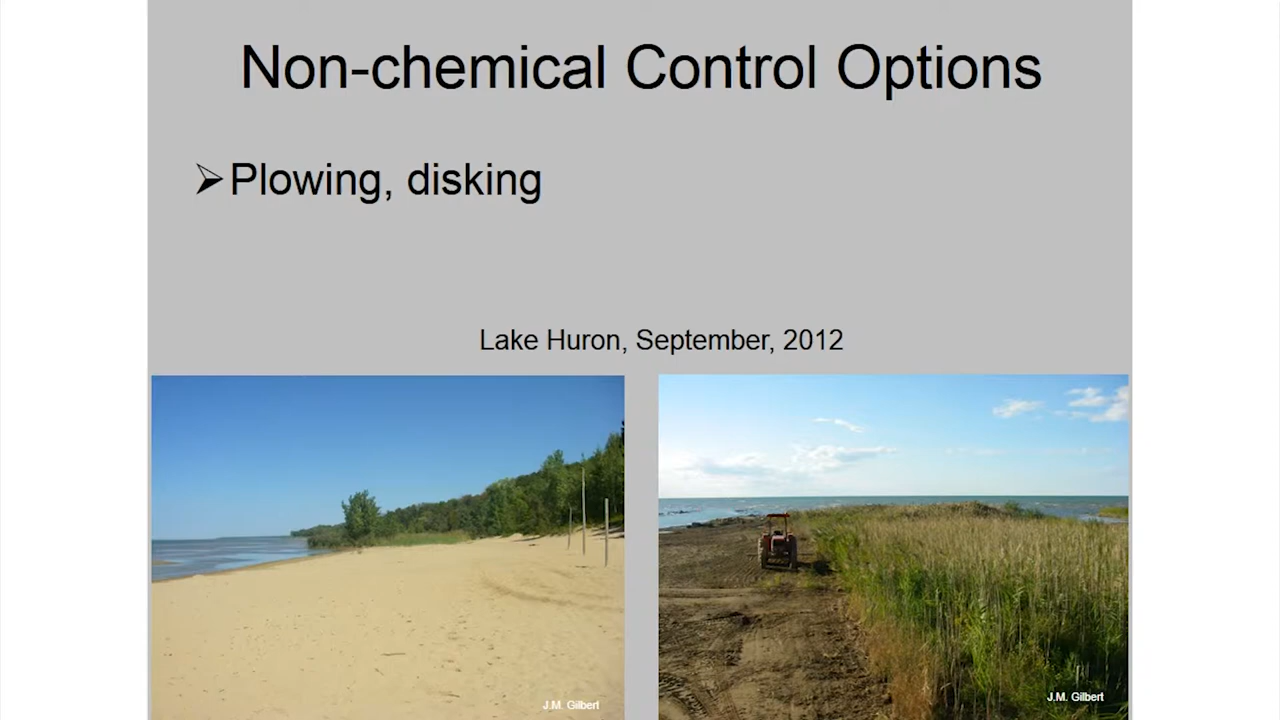 Non-chemical Control Options
➢Plowing, disking
Lake Huron, September, 2012
J.M. Gilbert
J.M. Gilbert